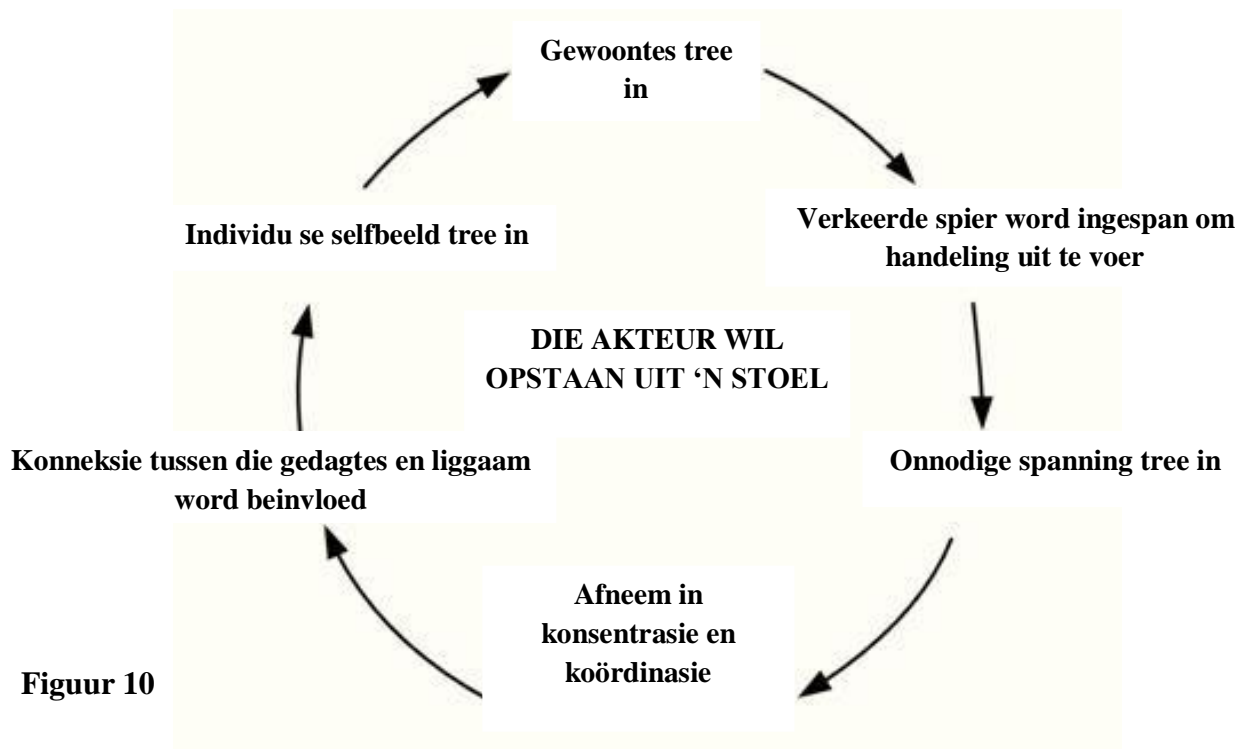 Gewoontes tree
in
Verkeerde spier word ingespan om
handeling uit te voer
Onnodige spanning tree in
Afneem in
konsentrasie en
koördinasie
Konneksie tussen die gedagtes en liggaam
word beinvloed
Individu se selfbeeld tree in
DIE AKTEUR WIL
OPSTAAN UIT ‘N STOEL
Figuur 10